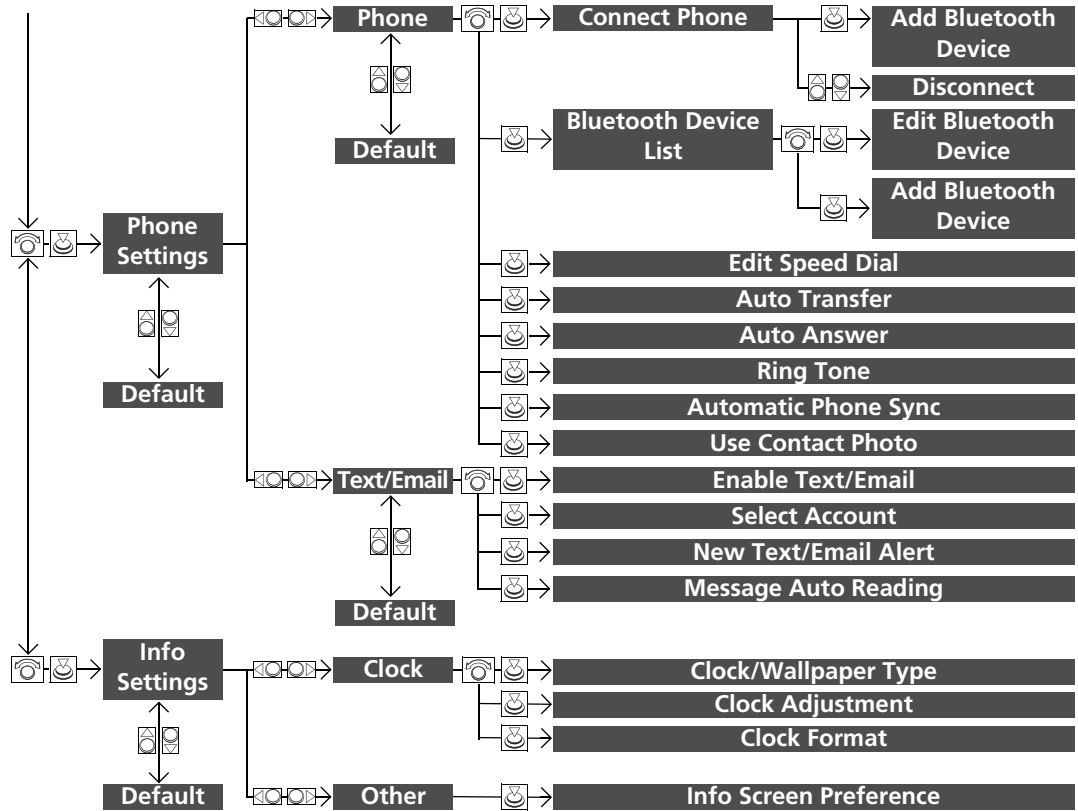 Phone
Connect Phone
Add Bluetooth
Device
Disconnect
Default
Bluetooth Device
List
Edit Bluetooth
Device
Add Bluetooth
Device
Phone
Settings
Default
Edit Speed Dial
Auto Transfer
Auto Answer
Ring Tone
Automatic Phone Sync
Use Contact Photo
Text/Email
Enable Text/Email
Select Account
New Text/Email Alert
Message Auto Reading
Default
Info
Settings
Default
Clock
Clock/Wallpaper Type
Clock Adjustment
Clock Format
Other
Info Screen Preference